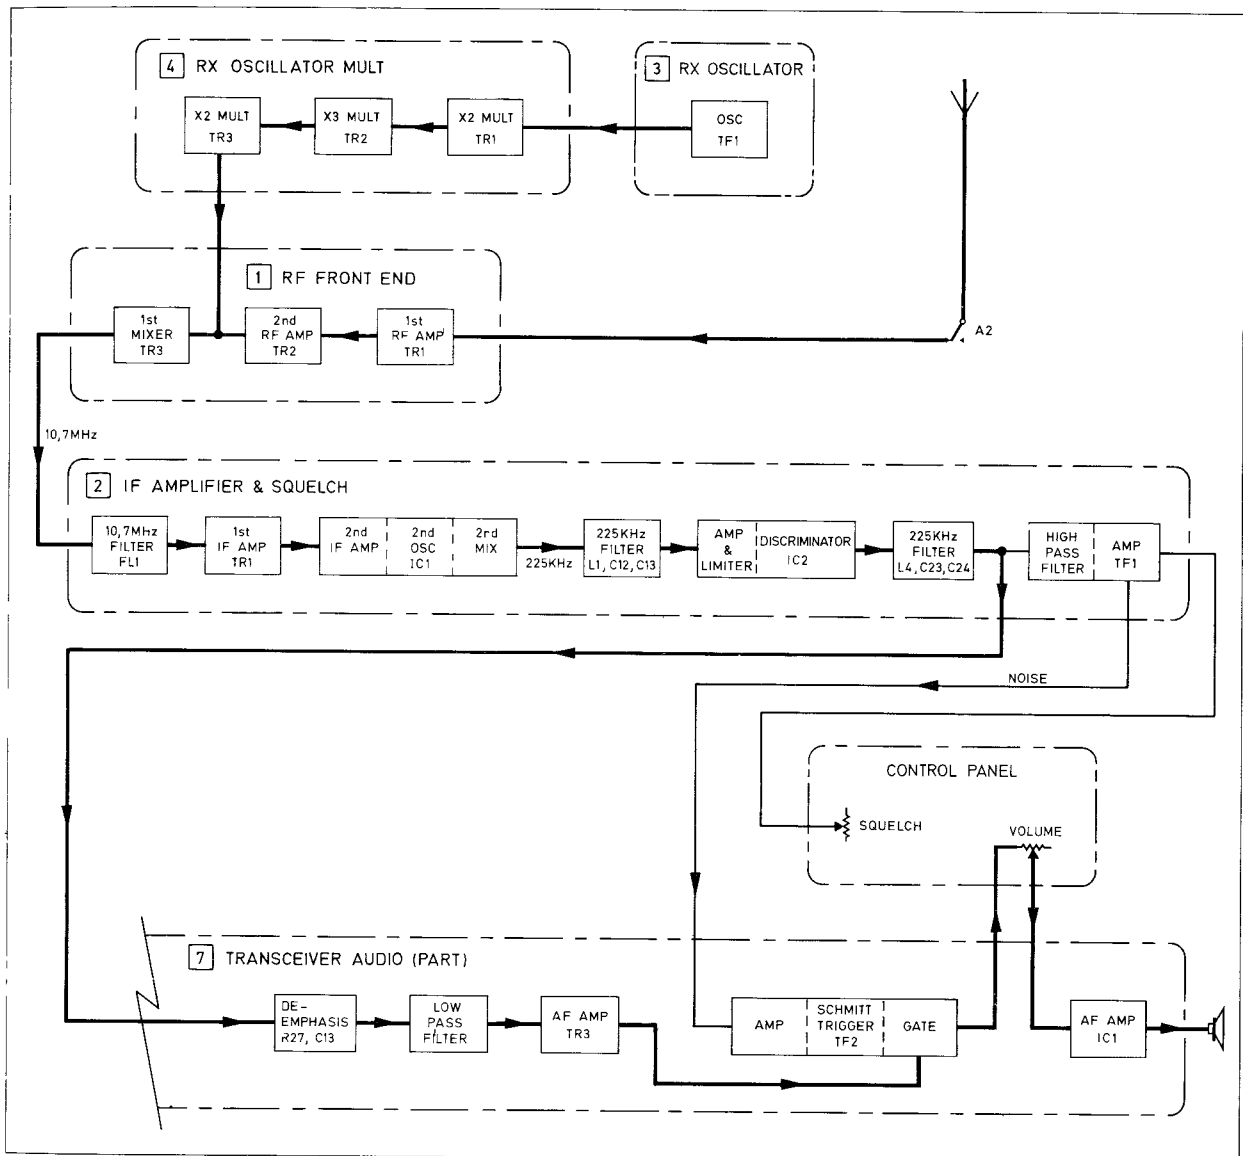 4 RX OSCILLATOR MULT
3 RX OSCILLATOR
X2 MULT
TR3
X3 MULT
TR2
X2 MULT
TR1
OSC
TF1
1 RF FRONT END
1st
MIXER
TR3
2nd
RF AMP
TR2
1st
RF AMP
TR1
A2
10,7MHz
2 IF AMPLIFIER & SQUELCH
10,7MHz
FILTER
FL1
1st
IF AMP
TR1
2nd
IF AMP
2nd
OSC
IC1
2rd
MIX
225KHz
225KHz
FILTER
L1, C12, C13
AMP
&
LIMITER
DISCRIMINATOR
IC2
225KHz
FILTER
L4, C23, C24
HIGH
PASS
FILTER
AMP
TF1
NOISE
CONTROL PANEL
SQUELCH
VOLUME
7 TRANSCEIVER AUDIO (PART)
DE-
EMPHASIS
R27, C13
LOW
PASS
FILTER
AF AMP
TR3
AMP
SCHMITT
TRIGGER
TF2
GATE
AF AMP
IC1